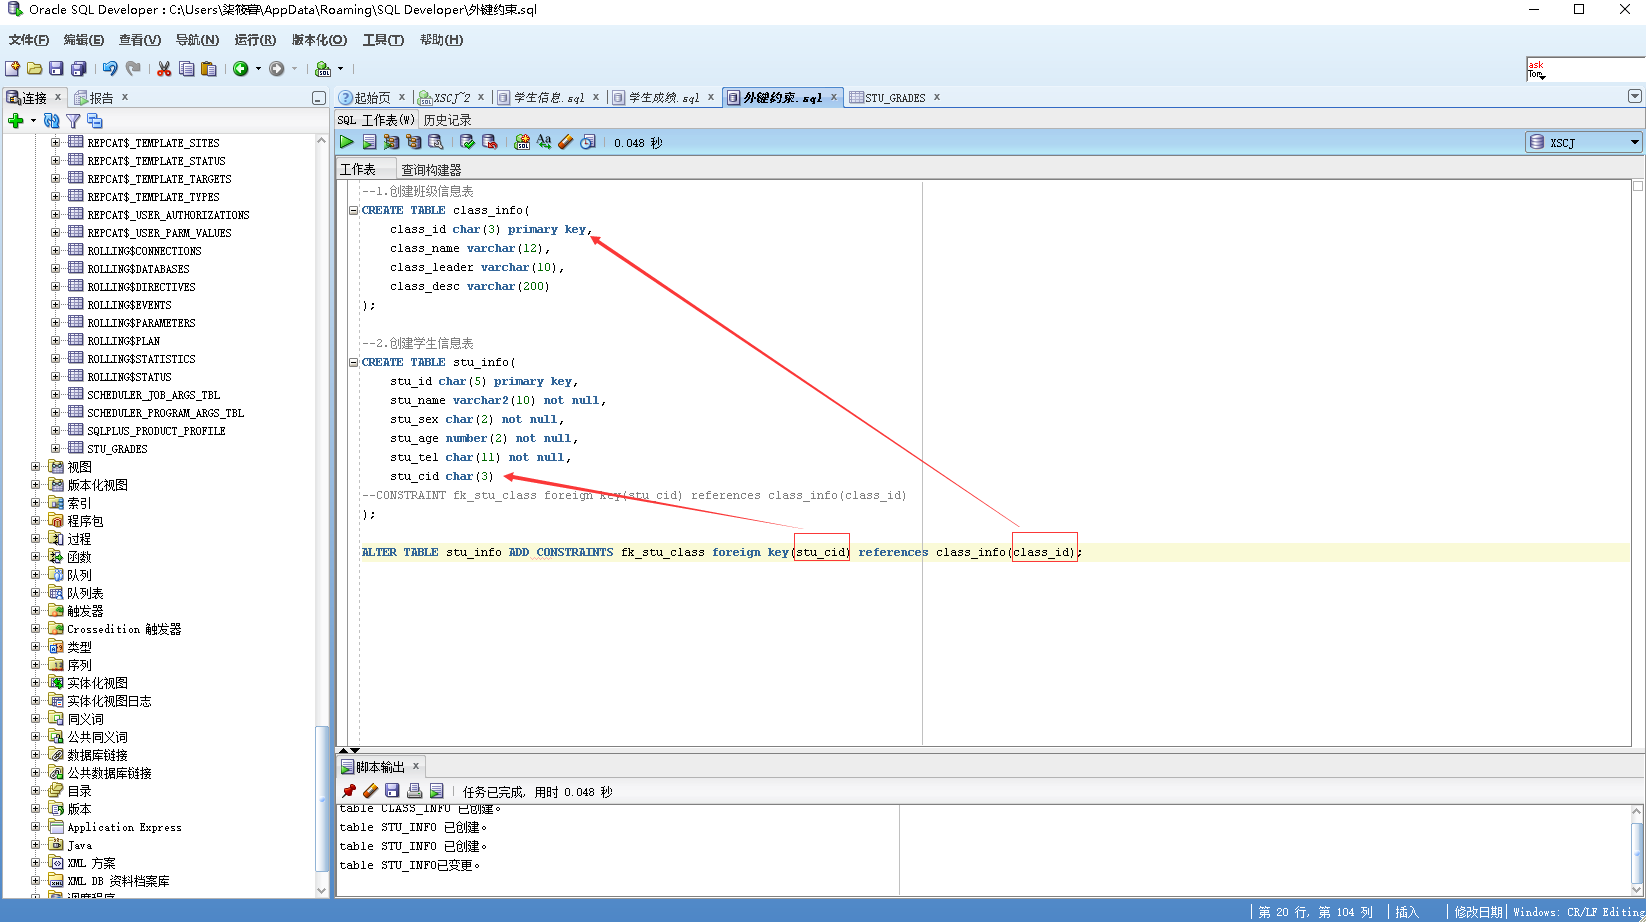 Oracle SQL Developer : C:\Users\柒筱\AppData\Roaming\SQL Developer\外键约束.sql
文件(F) 编辑(E) 查看(V) 导航(N) 运行(R) 版本化(O) 工具(T) 帮助(H)
ask
Tom
连接 报告
起始页 XSCJ~2 学生信息.sql 学生成绩.sql 外键约束.sql STU_GRADES
SQL 工作表(W) 历史记录
0.048 秒
XSCJ
工作表 查询构建器
REPCAT$_TEMPLATE_SITES
REPCAT$_TEMPLATE_STATUS
REPCAT$_TEMPLATE_TARGETS
REPCAT$_TEMPLATE_TYPES
REPCAT$_USER_AUTHORIZATIONS
REPCAT$_USER_PARM_VALUES
ROLLING$CONNECTIONS
ROLLING$DATABASES
ROLLING$DIRECTIVES
ROLLING$EVENTS
ROLLING$PARAMETERS
ROLLING$PLAN
ROLLING$STATISTICS
ROLLING$STATUS
SCHEDULER_JOB_ARGS_TBL
SCHEDULER_PROGRAM_ARGS_TBL
SQLPLUS_PRODUCT_PROFILE
STU_GRADES
视图
版本化视图
索引
程序包
过程
函数
队列
队列表
触发器
Crossedition 触发器
类型
序列
实体化视图
实体化视图日志
同义词
公共同义词
数据库链接
公共数据库链接
目录
版本
Application Express
Java
XML 方案
XML DB 资料档案库
调度程序
--1.创建班级信息表
CREATE TABLE class_info(
class_id char(3) primary key,
class_name varchar(12),
class_leader varchar(10),
class_desc varchar(200)
);
--2.创建学生信息表
CREATE TABLE stu_info(
stu_id char(5) primary key,
stu_name varchar2(10) not null,
stu_sex char(2) not null,
stu_age number(2) not null,
stu_tel char(11) not null,
stu_cid char(3)
--CONSTRAINT fk_stu_class foreign key(stu_cid) references class_info(class_id)
);
ALTER TABLE stu_info ADD CONSTRAINTS fk_stu_class foreign key(stu_cid) references class_info(class_id);
脚本输出
任务已完成, 用时 0.048 秒
table CLASS_INFO 已创建。
table STU_INFO 已创建。
table STU_INFO 已创建。
table STU_INFO已变更。
第 20 行, 第 104 列 插入 修改日期 Windows: CR/LF Editing